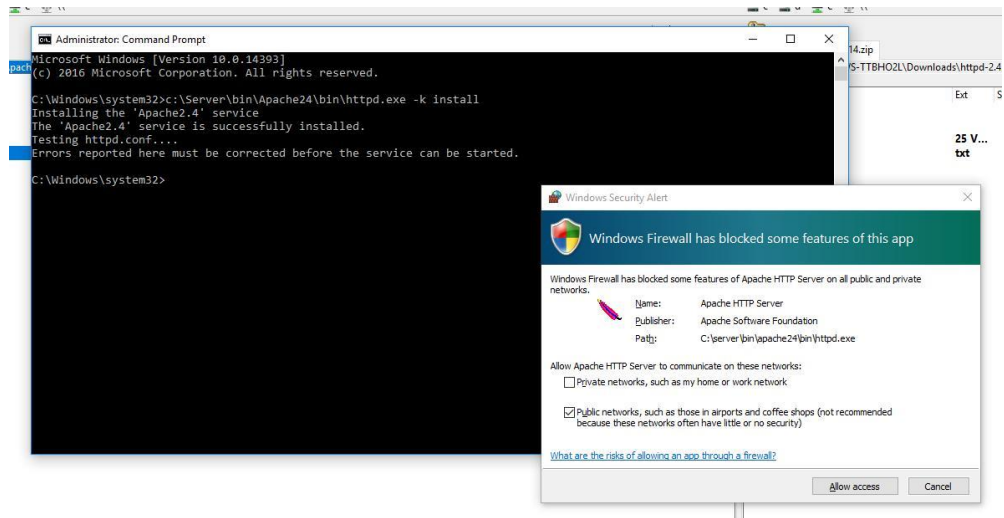 Administrator: Command Prompt
Microsoft Windows [Version 10.0.14393]
(c) 2016 Microsoft Corporation. All rights reserved.
C:\Windows\system32>c:\Server\bin\Apache24\bin\httpd.exe -k install
Installing the 'Apache2.4' service
The 'Apache2.4' service is successfully installed.
Testing httpd.conf....
Errors reported here must be corrected before the service can be started.
C:\Windows\system32>
14.zip
S-TTBHO2L\Downloads\httpd-2.4
Ext
S
25 V...
txt
Windows Security Alert
Windows Firewall has blocked some features of this app
Windows Firewall has blocked some features of Apache HTTP Server on all public and private
networks.
Name: Apache HTTP Server
Publisher: Apache Software Foundation
Path: C:\server\bin\apache24\bin\httpd.exe
Allow Apache HTTP Server to communicate on these networks:
Private networks, such as my home or work network
Public networks, such as those in airports and coffee shops (not recommended
because these networks often have little or no security)
What are the risks of allowing an app through a firewall?
Allow access
Cancel